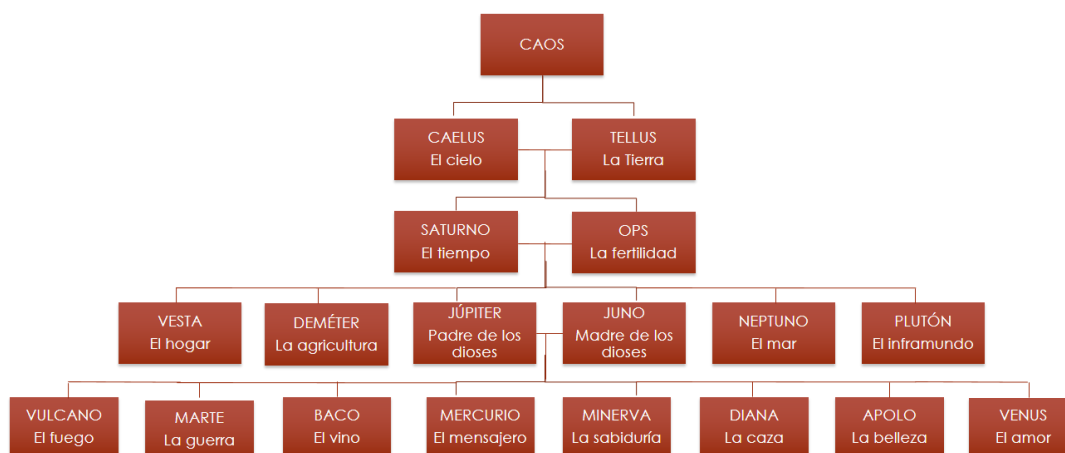 CAOS
CAELUS
El cielo
TELLUS
La Tierra
SATURNO
El tiempo
OPS
La fertilidad
VESTA
El hogar
DEMÉTER
La agricultura
JÚPITER
Padre de los
dioses
JUNO
Madre de los
dioses
NEPTUNO
El mar
PLUTÓN
El inframundo
VULCANO
El fuego
MARTE
La guerra
BACO
El vino
MERCURIO
El mensajero
MINERVA
La sabiduría
DIANA
La caza
APOLO
La belleza
VENUS
El amor